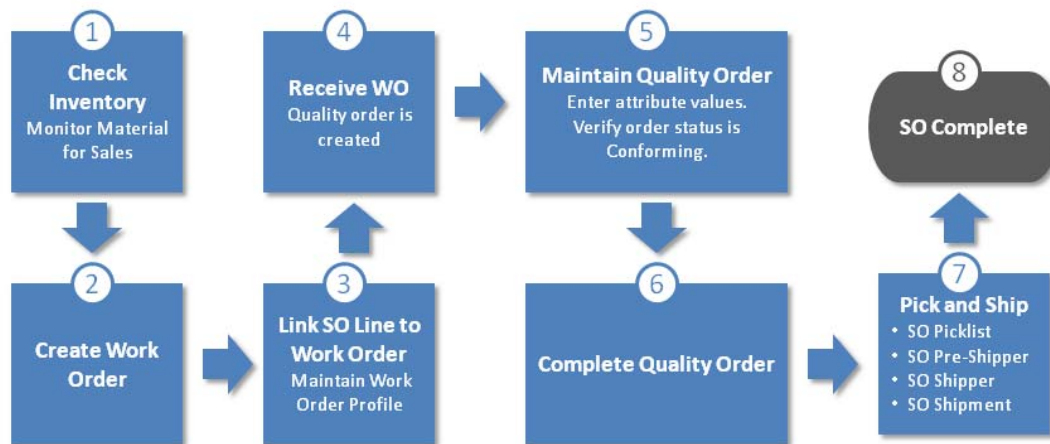 1
Check
Inventory
Monitor Material
for Sales
2
Create Work
Order
3
Link SO Line to
Work Order
Maintain Work
Order Profile
4
Receive WO
Quality order is
created
5
Maintain Quality Order
Enter attribute values.
Verify order status is
Conforming.
6
Complete Quality Order
7
Pick and Ship
• SO Picklist
• SO Pre-Shipper
• SO Shipper
• SO Shipment
8
SO Complete